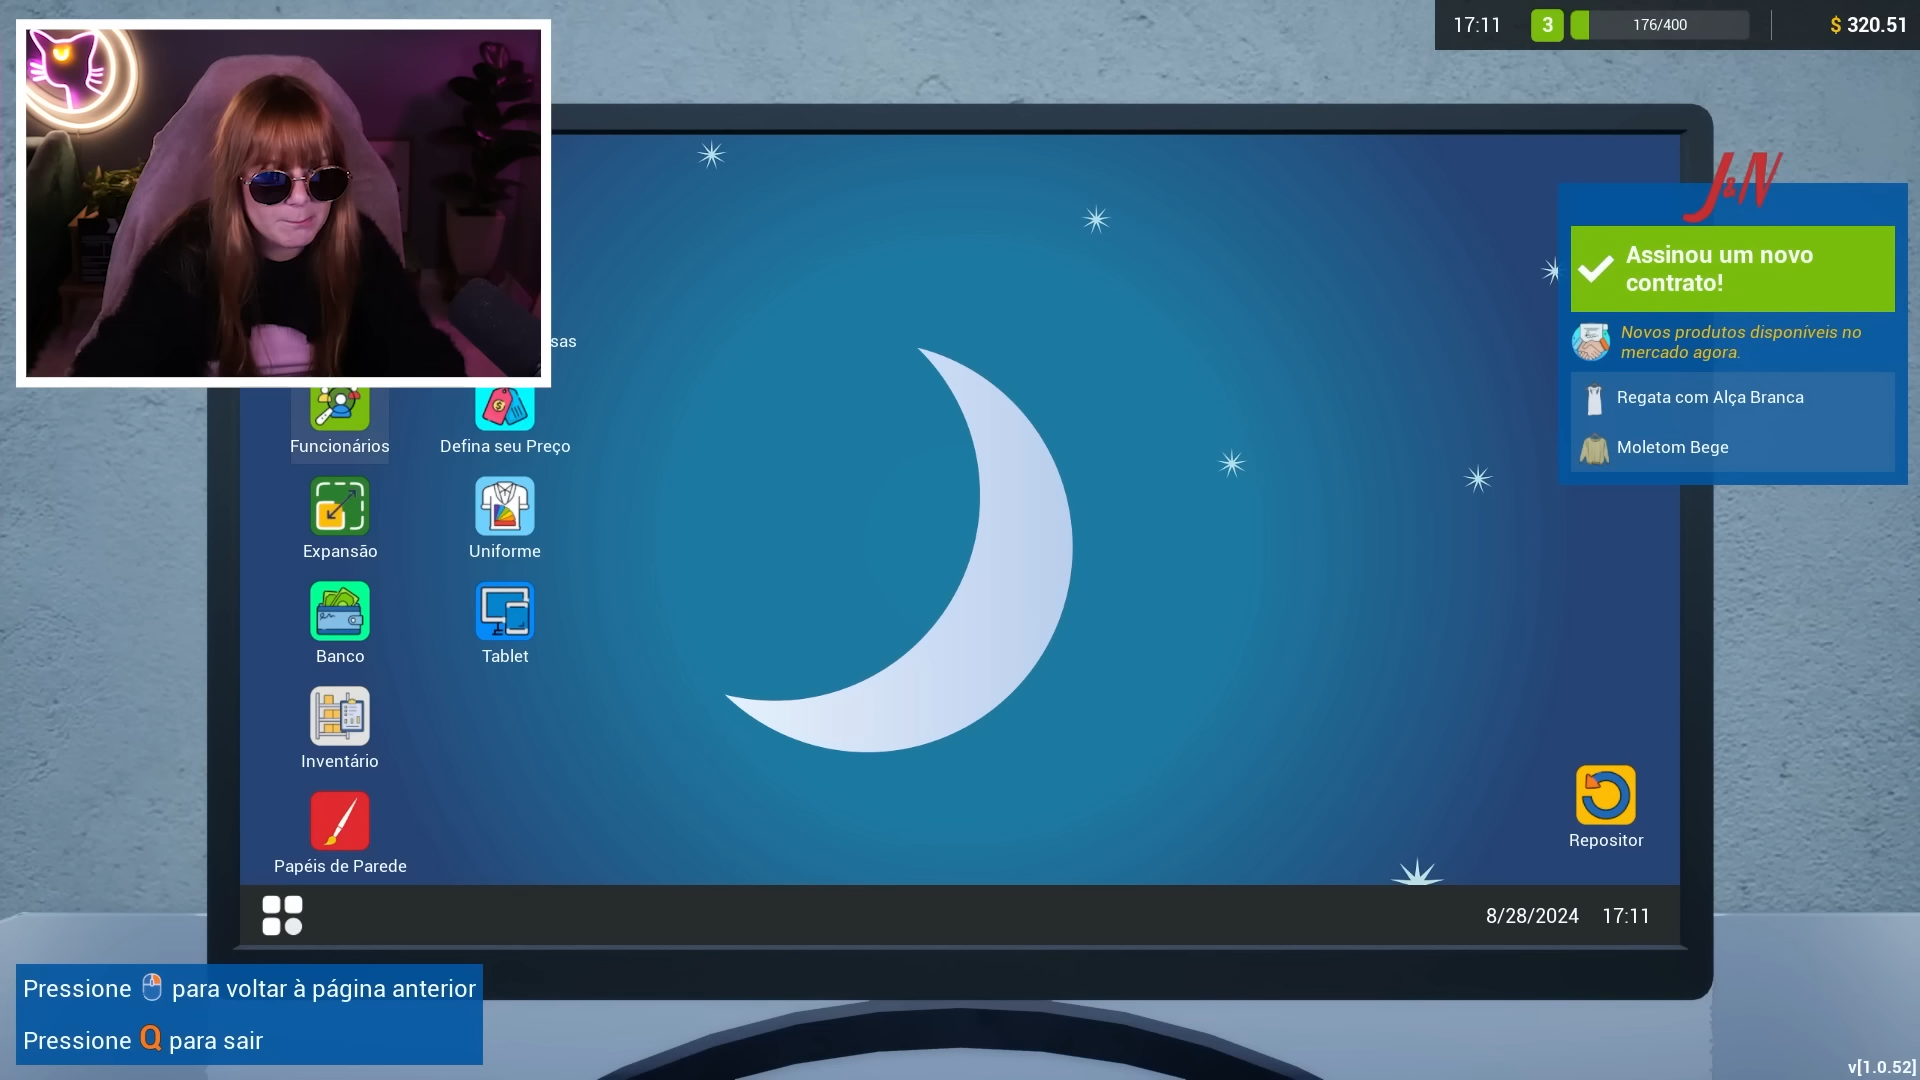 17:11
3
176/400
$ 320.51
J&N
Assinou um novo
contrato!
Novos produtos disponíveis no
mercado agora.
Regata com Alça Branca
Moletom Bege
sas
Funcionários
Defina seu Preço
Expansão
Uniforme
Banco
Tablet
Inventário
Papéis de Parede
Repositor
8/28/2024 17:11
Pressione para voltar à página anterior
Pressione Q para sair
v[1.0.52]